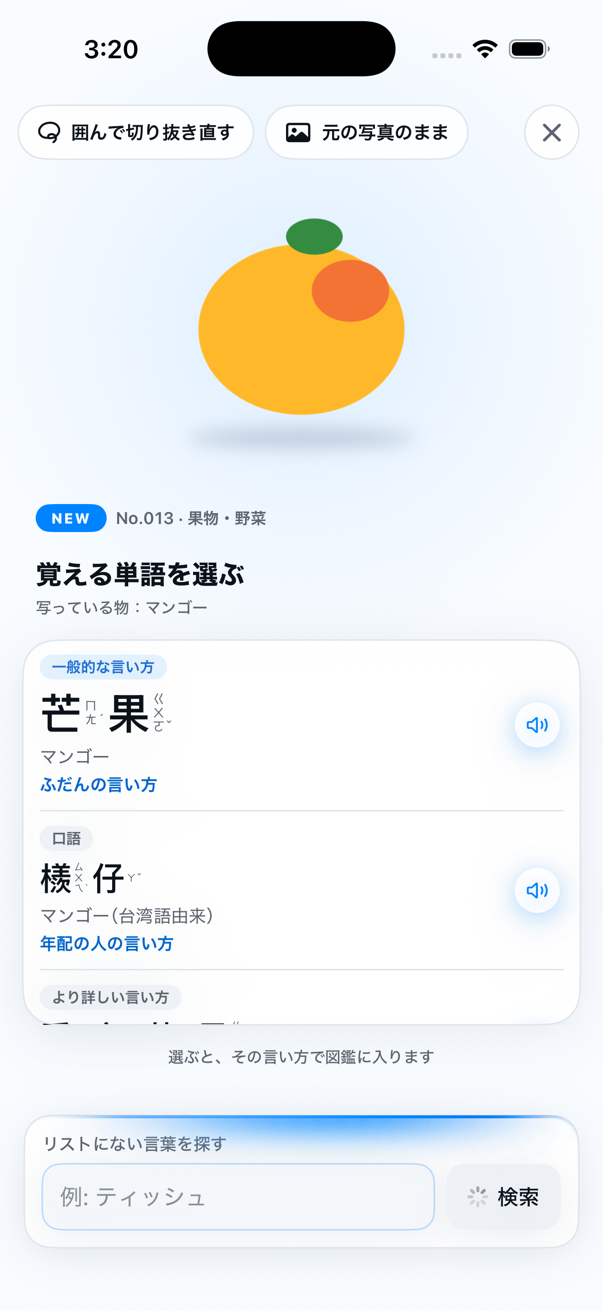 3:20
囲んで切り抜き直す
元の写真のまま
NEW No.013・果物・野菜
覚える単語を選ぶ
写っている物：マンゴー
一般的な言い方
芒ㄇㄤˊ果ㄍㄨㄛˇ
マンゴー
ふだんの言い方
口語
檨ㄙㄨㄞ仔ㄚˇ
マンゴー（台湾語由来）
年配の人の言い方
より詳しい言い方
選ぶと、その言い方で図鑑に入ります
リストにない言葉を探す
例: ティッシュ
検索